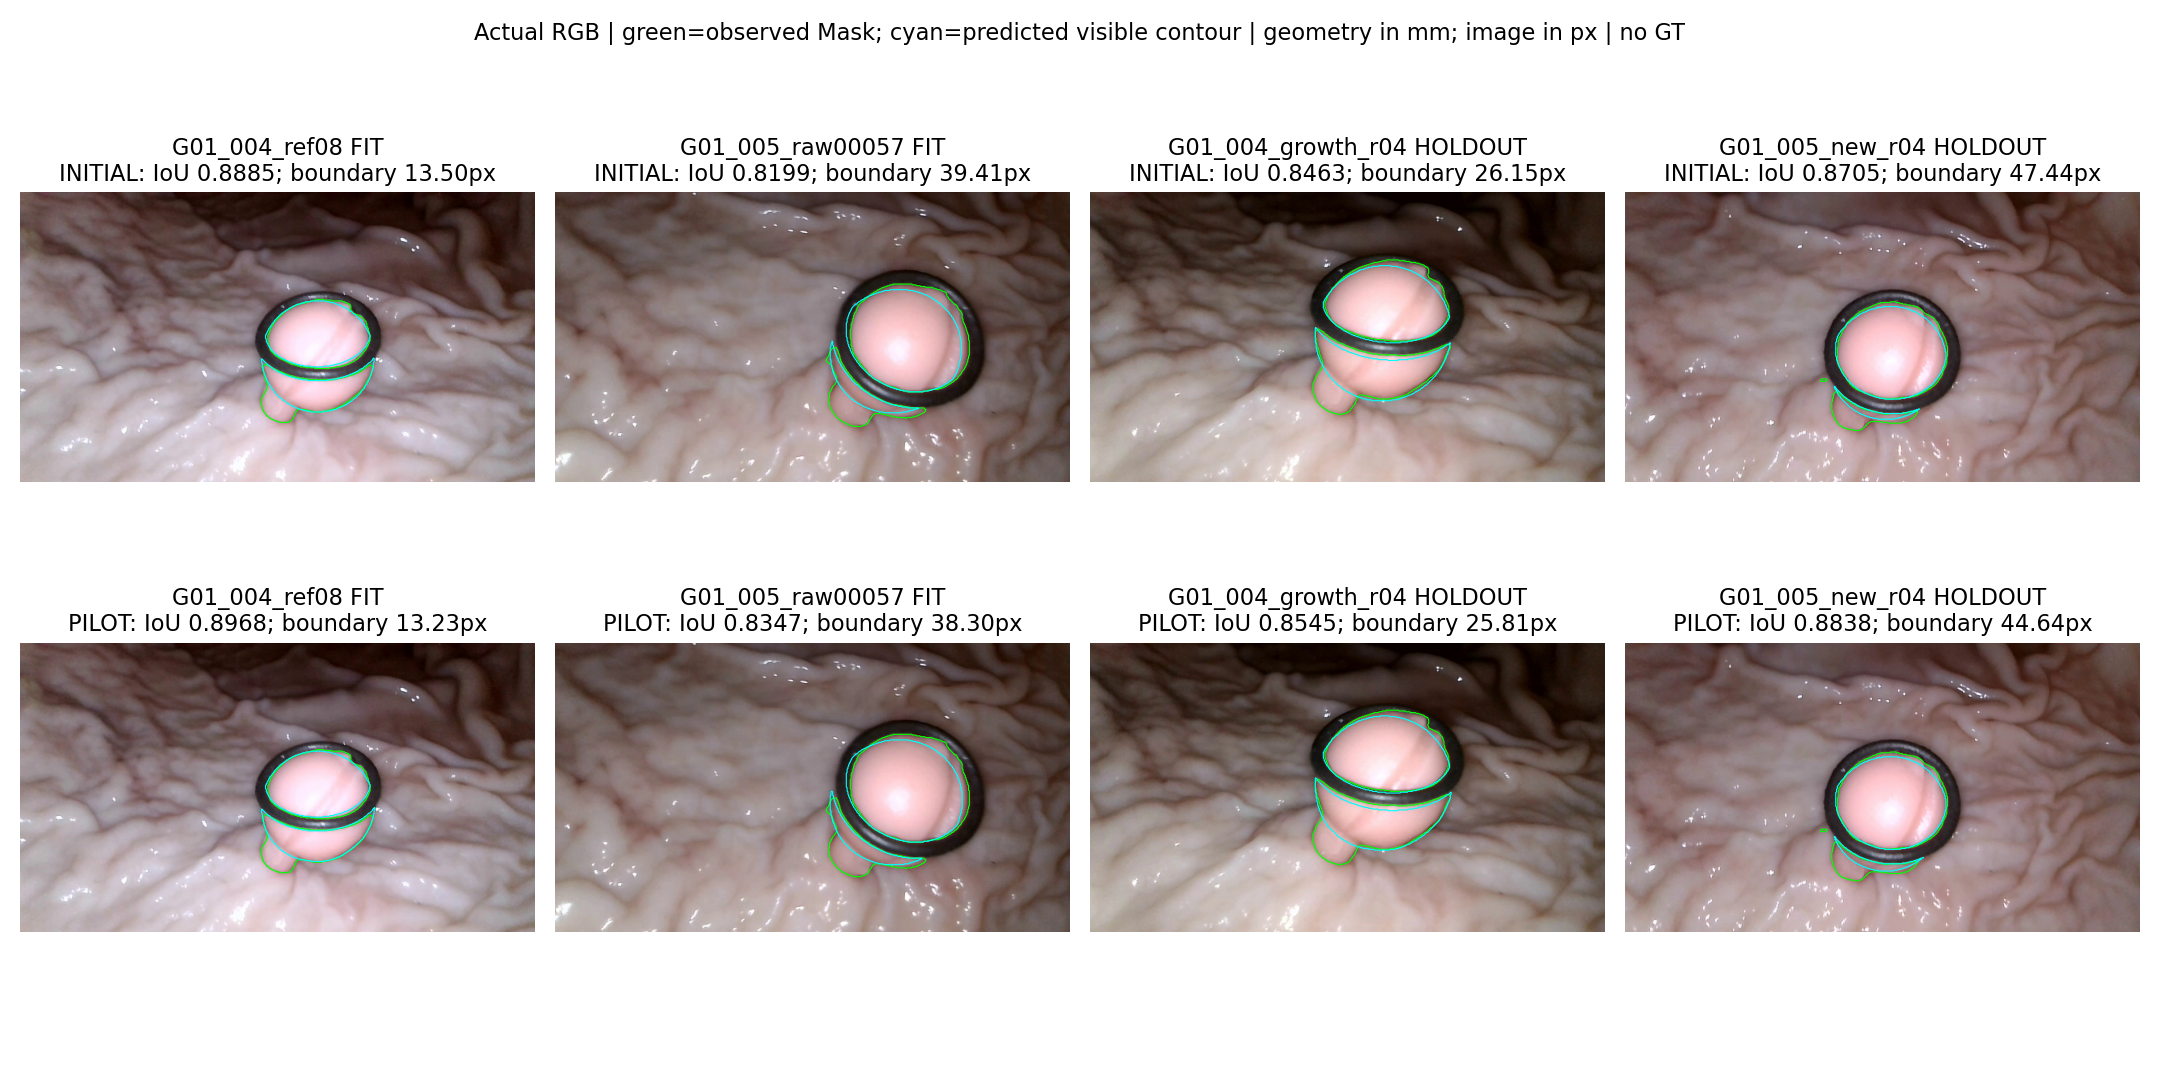 Actual RGB | green=observed Mask; cyan=predicted visible contour | geometry in mm; image in px | no GT
G01_004_ref08 FIT
INITIAL: IoU 0.8885; boundary 13.50px
G01_005_raw00057 FIT
INITIAL: IoU 0.8199; boundary 39.41px
G01_004_growth_r04 HOLDOUT
INITIAL: IoU 0.8463; boundary 26.15px
G01_005_new_r04 HOLDOUT
INITIAL: IoU 0.8705; boundary 47.44px
G01_004_ref08 FIT
PILOT: IoU 0.8968; boundary 13.23px
G01_005_raw00057 FIT
PILOT: IoU 0.8347; boundary 38.30px
G01_004_growth_r04 HOLDOUT
PILOT: IoU 0.8545; boundary 25.81px
G01_005_new_r04 HOLDOUT
PILOT: IoU 0.8838; boundary 44.64px